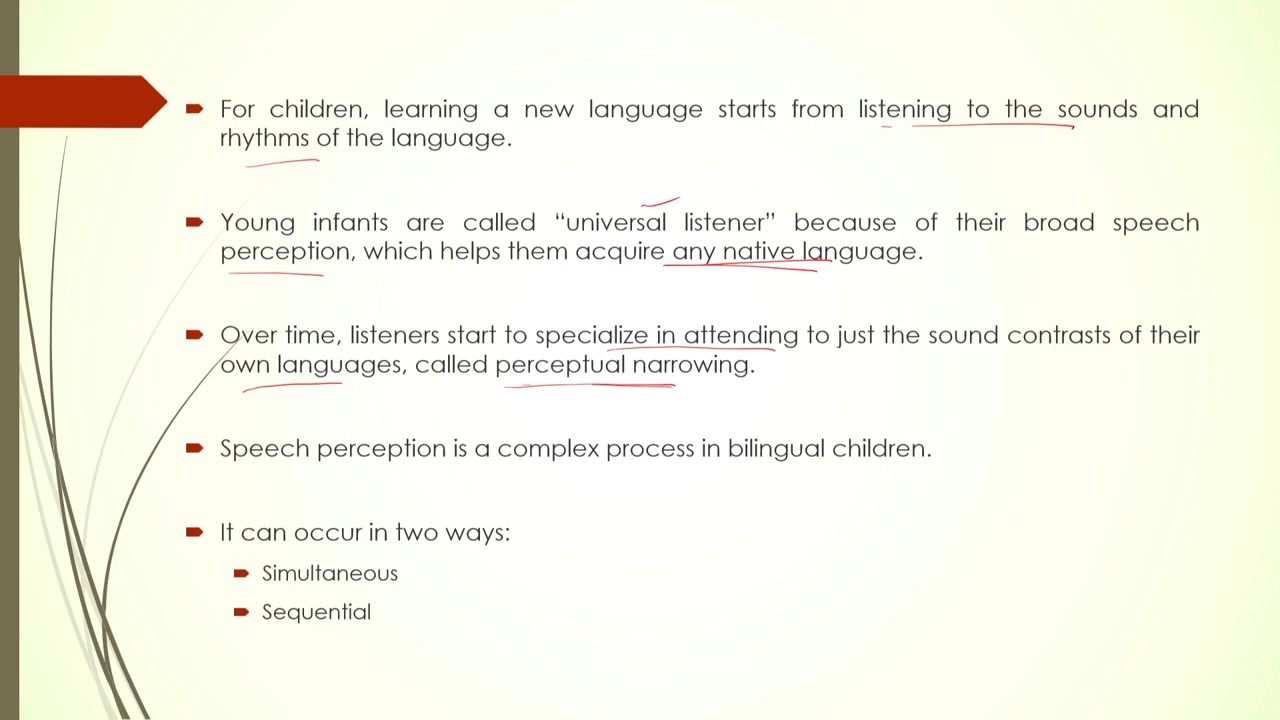 For children, learning a new language starts from listening to the sounds and
rhythms of the language.
Young infants are called “universal listener” because of their broad speech
perception, which helps them acquire any native language.
Over time, listeners start to specialize in attending to just the sound contrasts of their
own languages, called perceptual narrowing.
Speech perception is a complex process in bilingual children.
It can occur in two ways:
Simultaneous
Sequential